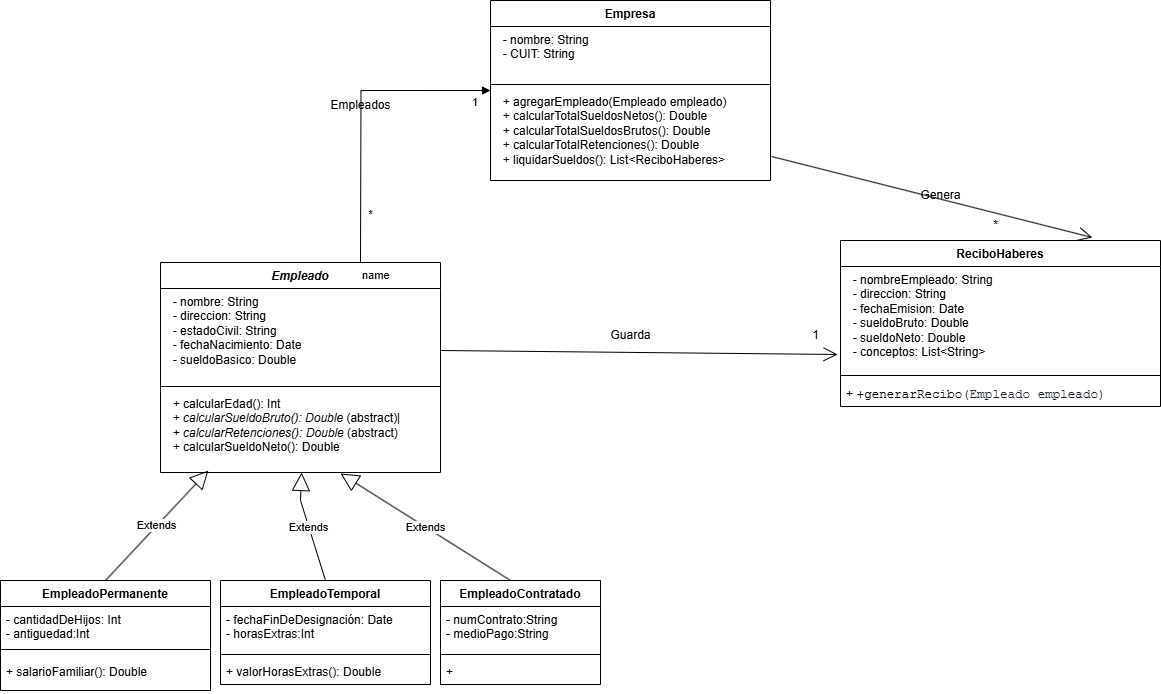 Empresa
- nombre: String
- CUIT: String
+ agregarEmpleado(Empleado empleado)
+ calcularTotalSueldosNetos(): Double
+ calcularTotalSueldosBrutos(): Double
+ calcularTotalRetenciones(): Double
+ liquidarSueldos(): List<ReciboHaberes>
Empleados
1
*
Genera
*
ReciboHaberes
- nombreEmpleado: String
- direccion: String
- fechaEmision: Date
- sueldoBruto: Double
- sueldoNeto: Double
- conceptos: List<String>
+ +generarRecibo(Empleado empleado)
Empleado name
- nombre: String
- direccion: String
- estadoCivil: String
- fechaNacimiento: Date
- sueldoBasico: Double
+ calcularEdad(): Int
+ calcularSueldoBruto(): Double (abstract)|
+ calcularRetenciones(): Double (abstract)
+ calcularSueldoNeto(): Double
Guarda
1
Extends
Extends
Extends
EmpleadoPermanente
- cantidadDeHijos: Int
- antiguedad:Int
+ salarioFamiliar(): Double
EmpleadoTemporal
- fechaFinDeDesignación: Date
- horasExtras:Int
+ valorHorasExtras(): Double
EmpleadoContratado
- numContrato:String
- medioPago:String
+